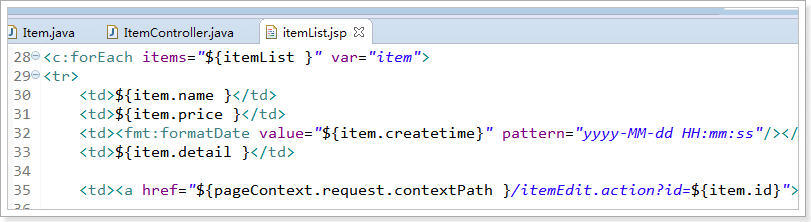 Item.java ItemController.java itemList.jsp
28 <c:forEach items="${itemList }" var="item">
29 <tr>
30 <td>${item.name }</td>
31 <td>${item.price }</td>
32 <td><fmt:formatDate value="${item.createtime}" pattern="yyyy-MM-dd HH:mm:ss"/></
33 <td>${item.detail }</td>
34
35 <td><a href="${pageContext.request.contextPath }/itemEdit.action?id=${item.id}">